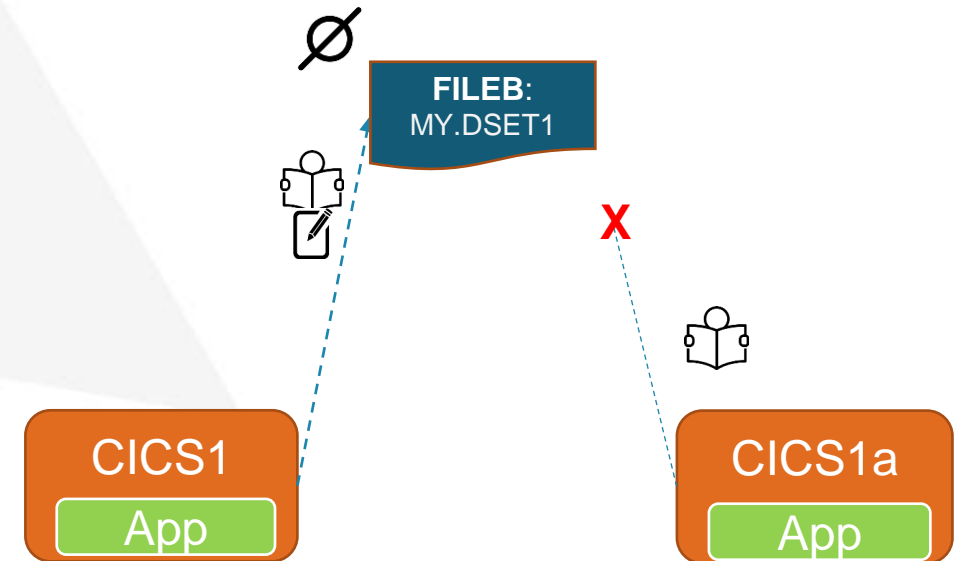 FILEB:
MY.DSET1
X
CICS1
App
CICS1a
App